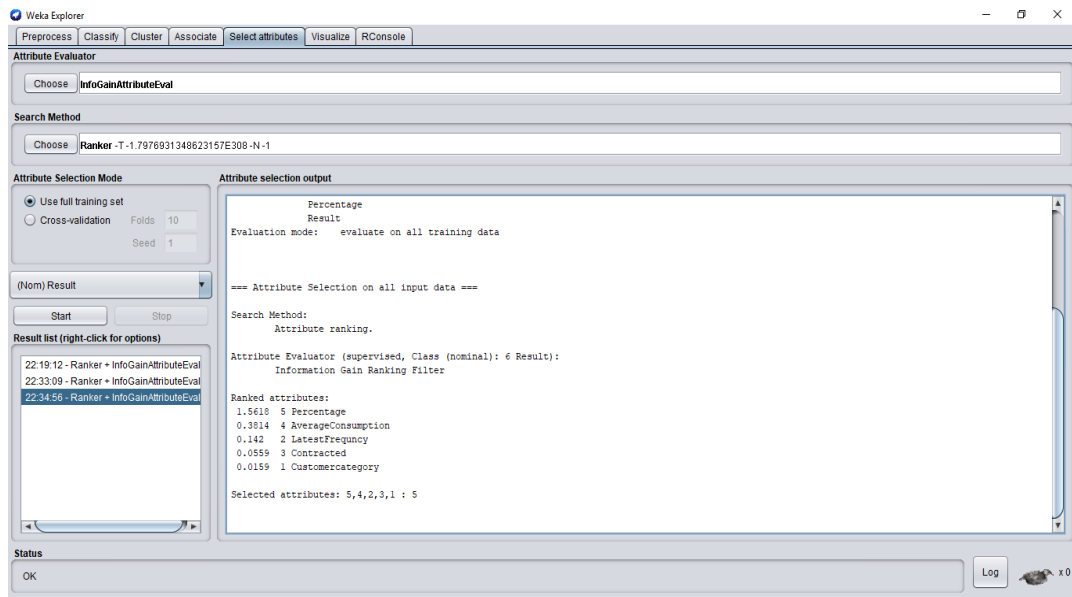 Weka Explorer
Preprocess Classify Cluster Associate Select attributes Visualize RConsole
Attribute Evaluator
Choose InfoGainAttributeEval
Search Method
Choose Ranker -T -1.7976931348623157E308 -N -1
Attribute Selection Mode
Use full training set
Cross-validation Folds 10
Seed 1
(Nom) Result
Start Stop
Result list (right-click for options)
22:19:12 - Ranker + InfoGainAttributeEval
22:33:09 - Ranker + InfoGainAttributeEval
22:34:56 - Ranker + InfoGainAttributeEval
Attribute selection output
Percentage
Result
Evaluation mode: evaluate on all training data
=== Attribute Selection on all input data ===
Search Method:
Attribute ranking.
Attribute Evaluator (supervised, Class (nominal): 6 Result):
Information Gain Ranking Filter
Ranked attributes:
1.5618 5 Percentage
0.3814 4 AverageConsumption
0.142 2 LatestFrequncy
0.0559 3 Contracted
0.0159 1 Customercategory
Selected attributes: 5,4,2,3,1 : 5
Status
OK
Log x 0